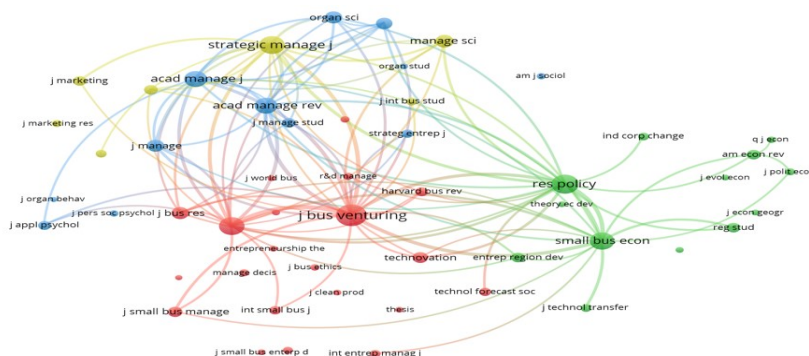 organ sci
strategic manage j
manage sci
organ stud
j marketing
acad manage j
am j sociol
j int bus stud
acad manage rev
j marketing res
j manage stud
strateg entrep j
ind corp change
q j econ
j manage
am econ rev
j world bus
r&d manage
j evol econ
j polit eco
harvard bus rev
res policy
j organ behav
theory ec dev
j pers soc psychol
j bus res
j bus venturing
j econ geogr
j appl psychol
reg stud
small bus econ
entrepreneurship the
technovation
entrep region dev
j bus ethics
manage decis
j clean prod
technol forecast soc
j small bus manage
int small bus j
thesis
j technol transfer
j small bus enterp d
int entrep manag j